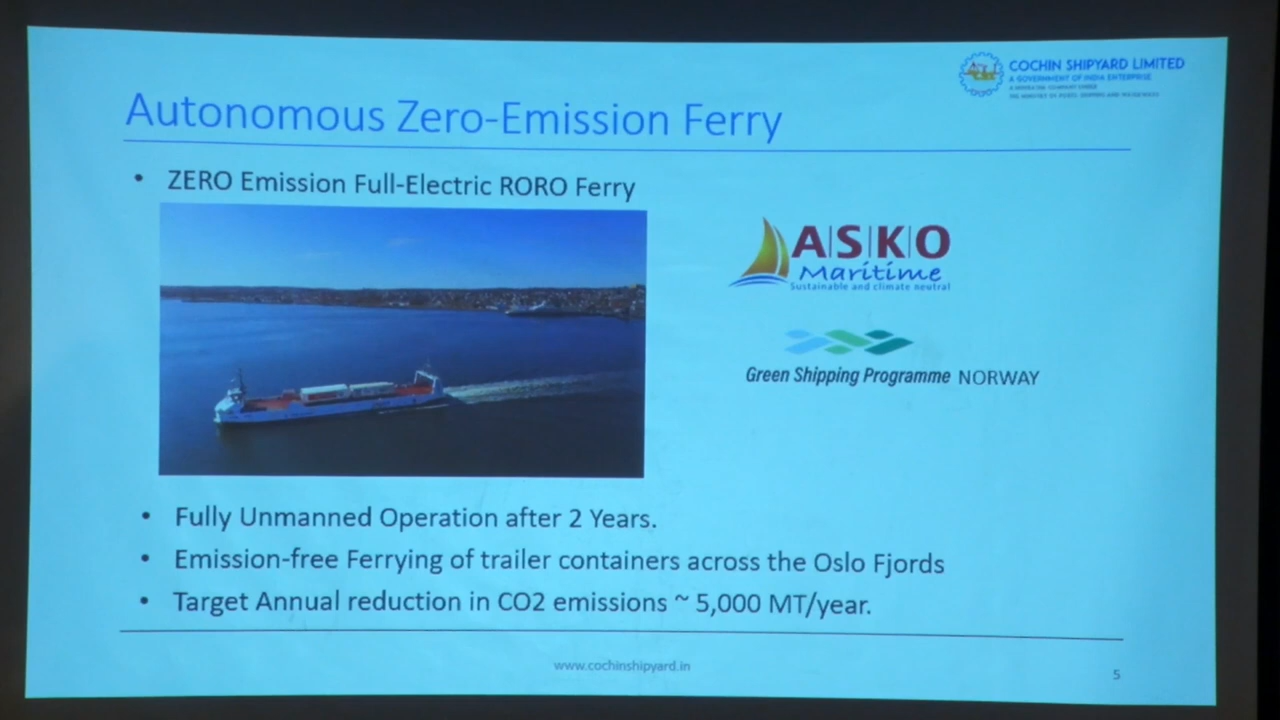 COCHIN SHIPYARD LIMITED
A GOVERNMENT OF INDIA ENTERPRISE
Autonomous Zero-Emission Ferry
• ZERO Emission Full-Electric RORO Ferry
A|S|K|O
Maritime
Sustainable and climate neutral
Green Shipping Programme NORWAY
• Fully Unmanned Operation after 2 Years.
• Emission-free Ferrying of trailer containers across the Oslo Fjords
• Target Annual reduction in CO2 emissions ~ 5,000 MT/year.
www.cochinshipyard.in
5